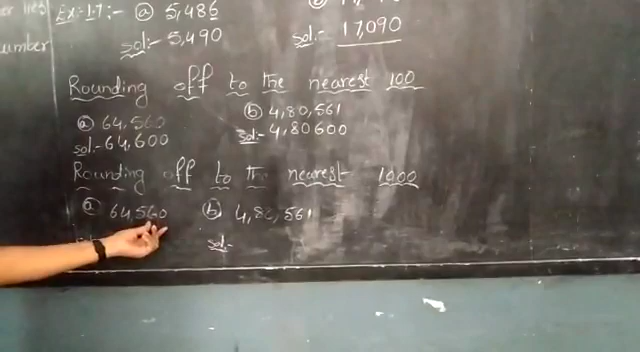 Ex:-1.7:- (a) 5,486
sol:- 5,490
sol:- 17,090
number
Rounding off to the nearest 100
(a) 64,560
sol:- 64,600
(b) 4,80,561
sol:- 4,80600
Rounding off to the nearest 1000
(a) 64,560 (b) 4,80,561
sol:-